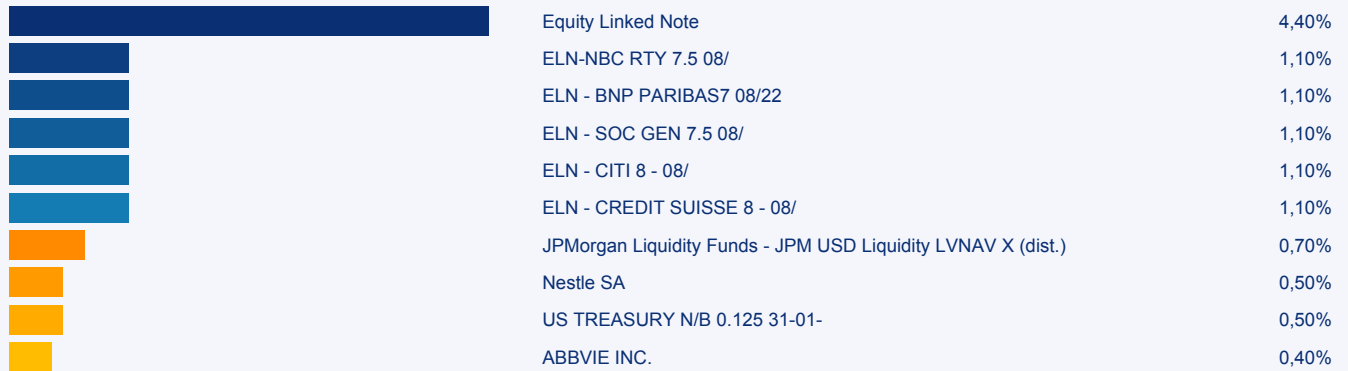 Equity Linked Note 4,40%
ELN-NBC RTY 7.5 08/ 1,10%
ELN - BNP PARIBAS7 08/22 1,10%
ELN - SOC GEN 7.5 08/ 1,10%
ELN - CITI 8 - 08/ 1,10%
ELN - CREDIT SUISSE 8 - 08/ 1,10%
JPMorgan Liquidity Funds - JPM USD Liquidity LVNAV X (dist.) 0,70%
Nestle SA 0,50%
US TREASURY N/B 0.125 31-01- 0,50%
ABBVIE INC. 0,40%